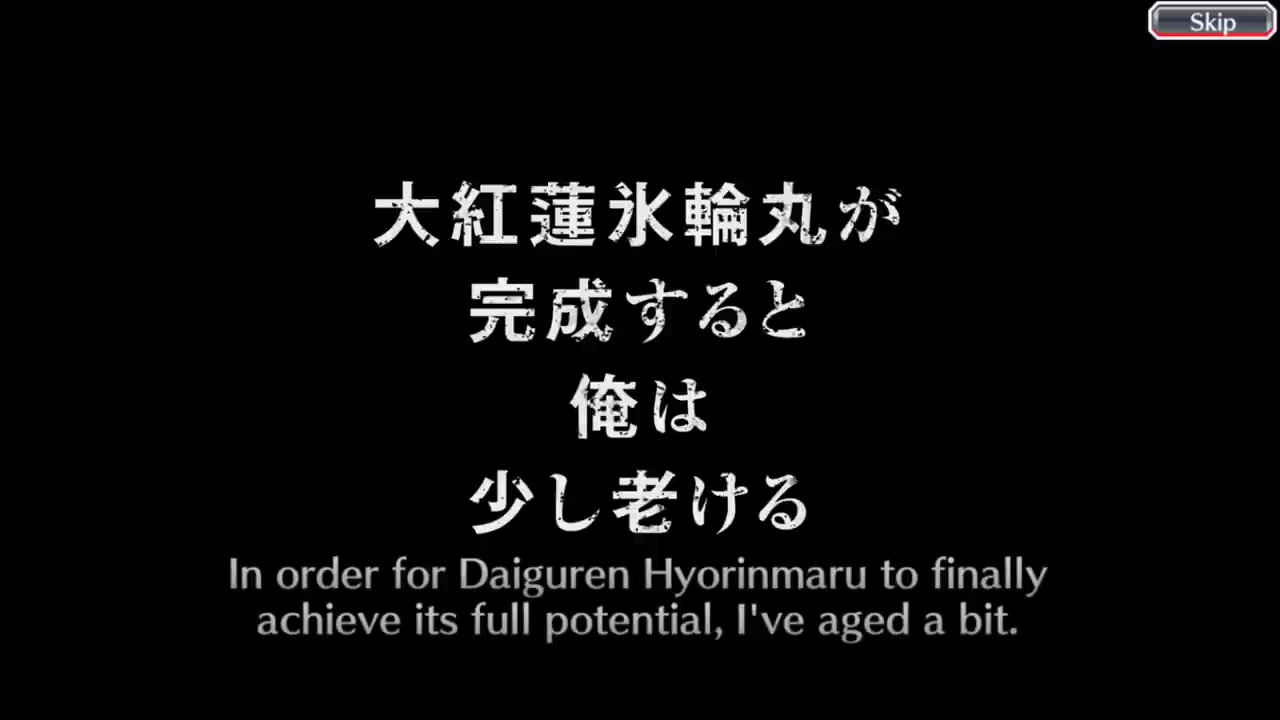 Skip
大紅蓮氷輪丸が
完成すると
俺は
少し老ける
In order for Daiguren Hyorinmaru to finally
achieve its full potential, I've aged a bit.